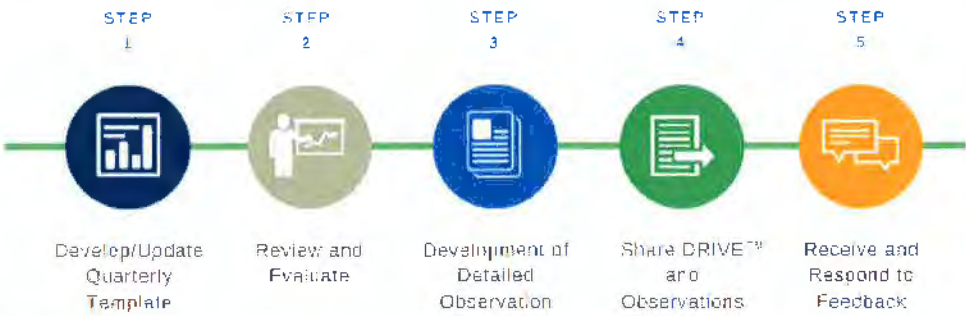 STEP
1
STEP
2
STEP
3
STEP
4
STEP
5
Develop/Update
Quarterly
Template
Review and
Evaluate
Development of
Detailed
Observation
Share DRIVE™
and
Observations
Receive and
Respond to
Feedback